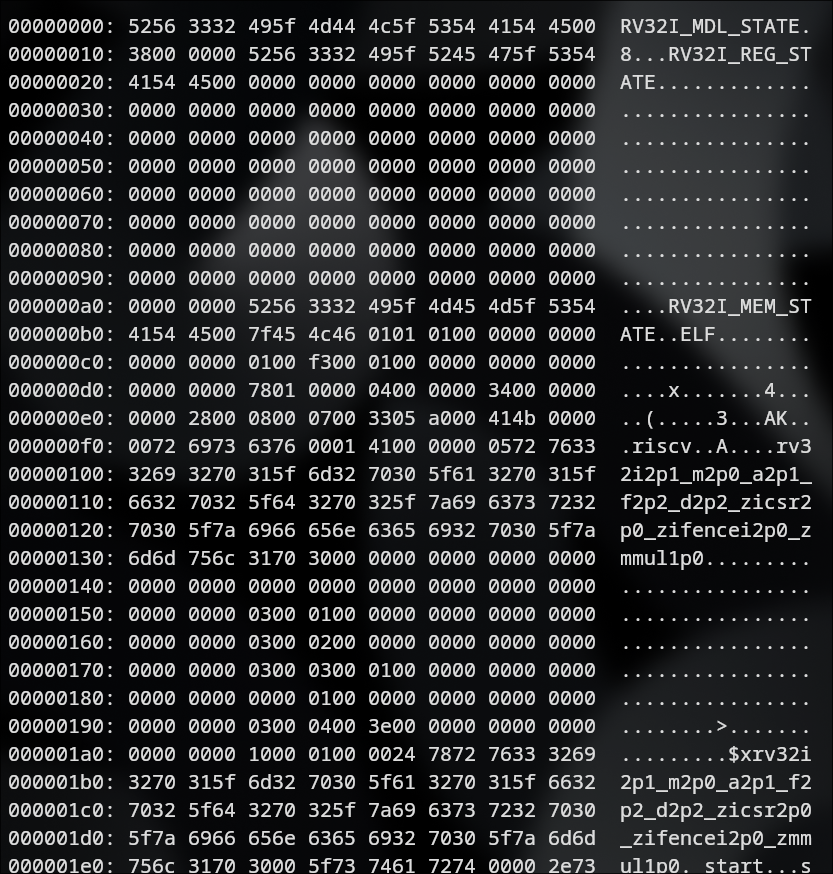 00000000: 5256 3332 495f 4d44 4c5f 5354 4154 4500  RV32I_MDL_STATE.
00000010: 3800 0000 5256 3332 495f 5245 475f 5354  8...RV32I_REG_ST
00000020: 4154 4500 0000 0000 0000 0000 0000 0000  ATE.............
00000030: 0000 0000 0000 0000 0000 0000 0000 0000  ................
00000040: 0000 0000 0000 0000 0000 0000 0000 0000  ................
00000050: 0000 0000 0000 0000 0000 0000 0000 0000  ................
00000060: 0000 0000 0000 0000 0000 0000 0000 0000  ................
00000070: 0000 0000 0000 0000 0000 0000 0000 0000  ................
00000080: 0000 0000 0000 0000 0000 0000 0000 0000  ................
00000090: 0000 0000 0000 0000 0000 0000 0000 0000  ................
000000a0: 0000 0000 5256 3332 495f 4d45 4d5f 5354  ....RV32I_MEM_ST
000000b0: 4154 4500 7f45 4c46 0101 0100 0000 0000  ATE..ELF........
000000c0: 0000 0000 0100 f300 0100 0000 0000 0000  ................
000000d0: 0000 0000 7801 0000 0400 0000 3400 0000  ....x.......4...
000000e0: 0000 2800 0800 0700 3305 a000 414b 0000  ..(.....3...AK..
000000f0: 0072 6973 6376 0001 4100 0000 0572 7633  .riscv..A....rv3
00000100: 3269 3270 315f 6d32 7030 5f61 3270 315f  2i2p1_m2p0_a2p1_
00000110: 6632 7032 5f64 3270 325f 7a69 6373 7232  f2p2_d2p2_zicsr2
00000120: 7030 5f7a 6966 656e 6365 6932 7030 5f7a  p0_zifencei2p0_z
00000130: 6d6d 756c 3170 3000 0000 0000 0000 0000  mmul1p0.........
00000140: 0000 0000 0000 0000 0000 0000 0000 0000  ................
00000150: 0000 0000 0300 0100 0000 0000 0000 0000  ................
00000160: 0000 0000 0300 0200 0000 0000 0000 0000  ................
00000170: 0000 0000 0300 0300 0100 0000 0000 0000  ................
00000180: 0000 0000 0000 0100 0000 0000 0000 0000  ................
00000190: 0000 0000 0300 0400 3e00 0000 0000 0000  ........>.......
000001a0: 0000 0000 1000 0100 0024 7872 7633 3269  .........$xrv32i
000001b0: 3270 315f 6d32 7030 5f61 3270 315f 6632  2p1_m2p0_a2p1_f2
000001c0: 7032 5f64 3270 325f 7a69 6373 7232 7030  p2_d2p2_zicsr2p0
000001d0: 5f7a 6966 656e 6365 6932 7030 5f7a 6d6d  _zifencei2p0_zmm
000001e0: 756c 3170 3000 5f73 7461 7274 0000 2e73  ul1p0._start...s